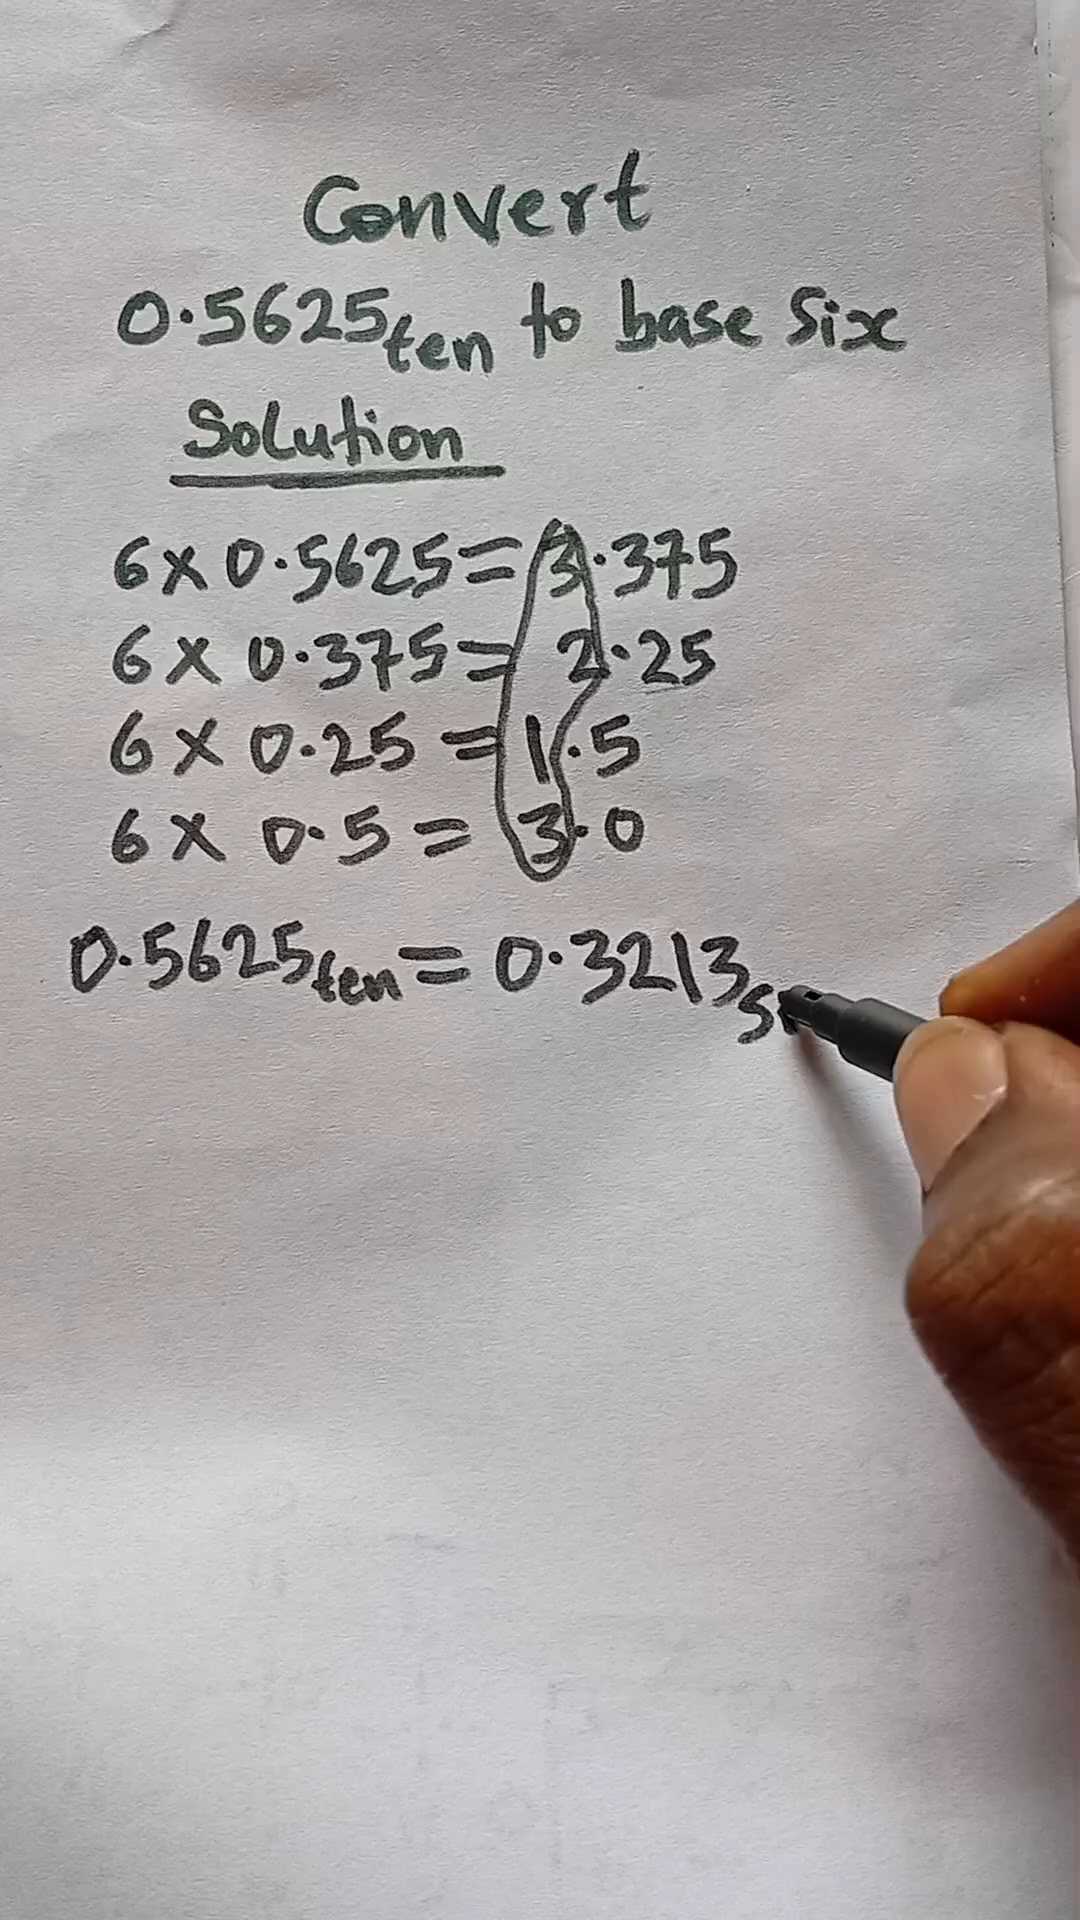 Convert
0.5625ten to base Six
Solution
6 x 0.5625 = 3.375
6 x 0.375 = 2.25
6 x 0.25 = 1.5
6 x 0.5 = 3.0
0.5625ten = 0.3213si